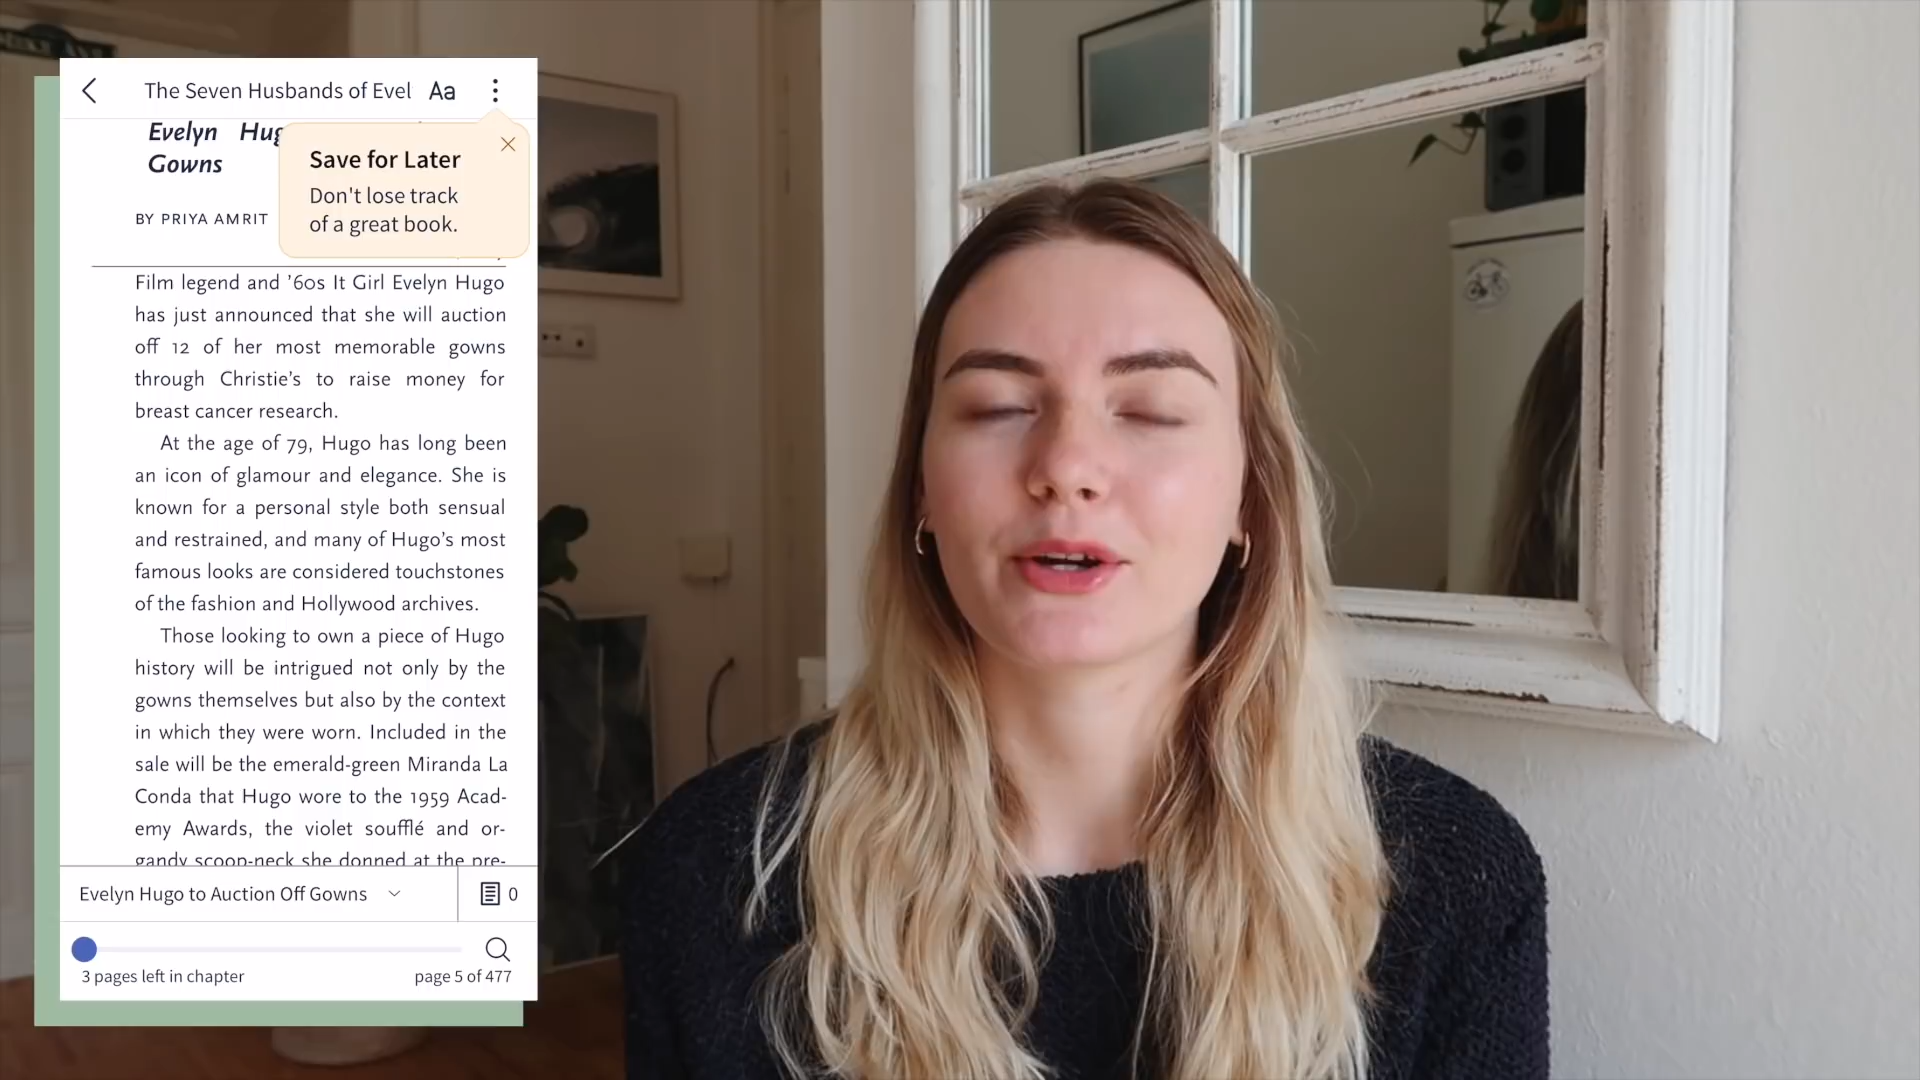 The Seven Husbands of Evel
Aa
Evelyn Hug
Gowns
Save for Later
Don't lose track
of a great book.
BY PRIYA AMRIT
Film legend and ’60s It Girl Evelyn Hugo
has just announced that she will auction
off 12 of her most memorable gowns
through Christie’s to raise money for
breast cancer research.
At the age of 79, Hugo has long been
an icon of glamour and elegance. She is
known for a personal style both sensual
and restrained, and many of Hugo’s most
famous looks are considered touchstones
of the fashion and Hollywood archives.
Those looking to own a piece of Hugo
history will be intrigued not only by the
gowns themselves but also by the context
in which they were worn. Included in the
sale will be the emerald-green Miranda La
Conda that Hugo wore to the 1959 Acad-
emy Awards, the violet soufflé and or-
gandy scoop-neck she donned at the pre-
Evelyn Hugo to Auction Off Gowns
0
3 pages left in chapter
page 5 of 477